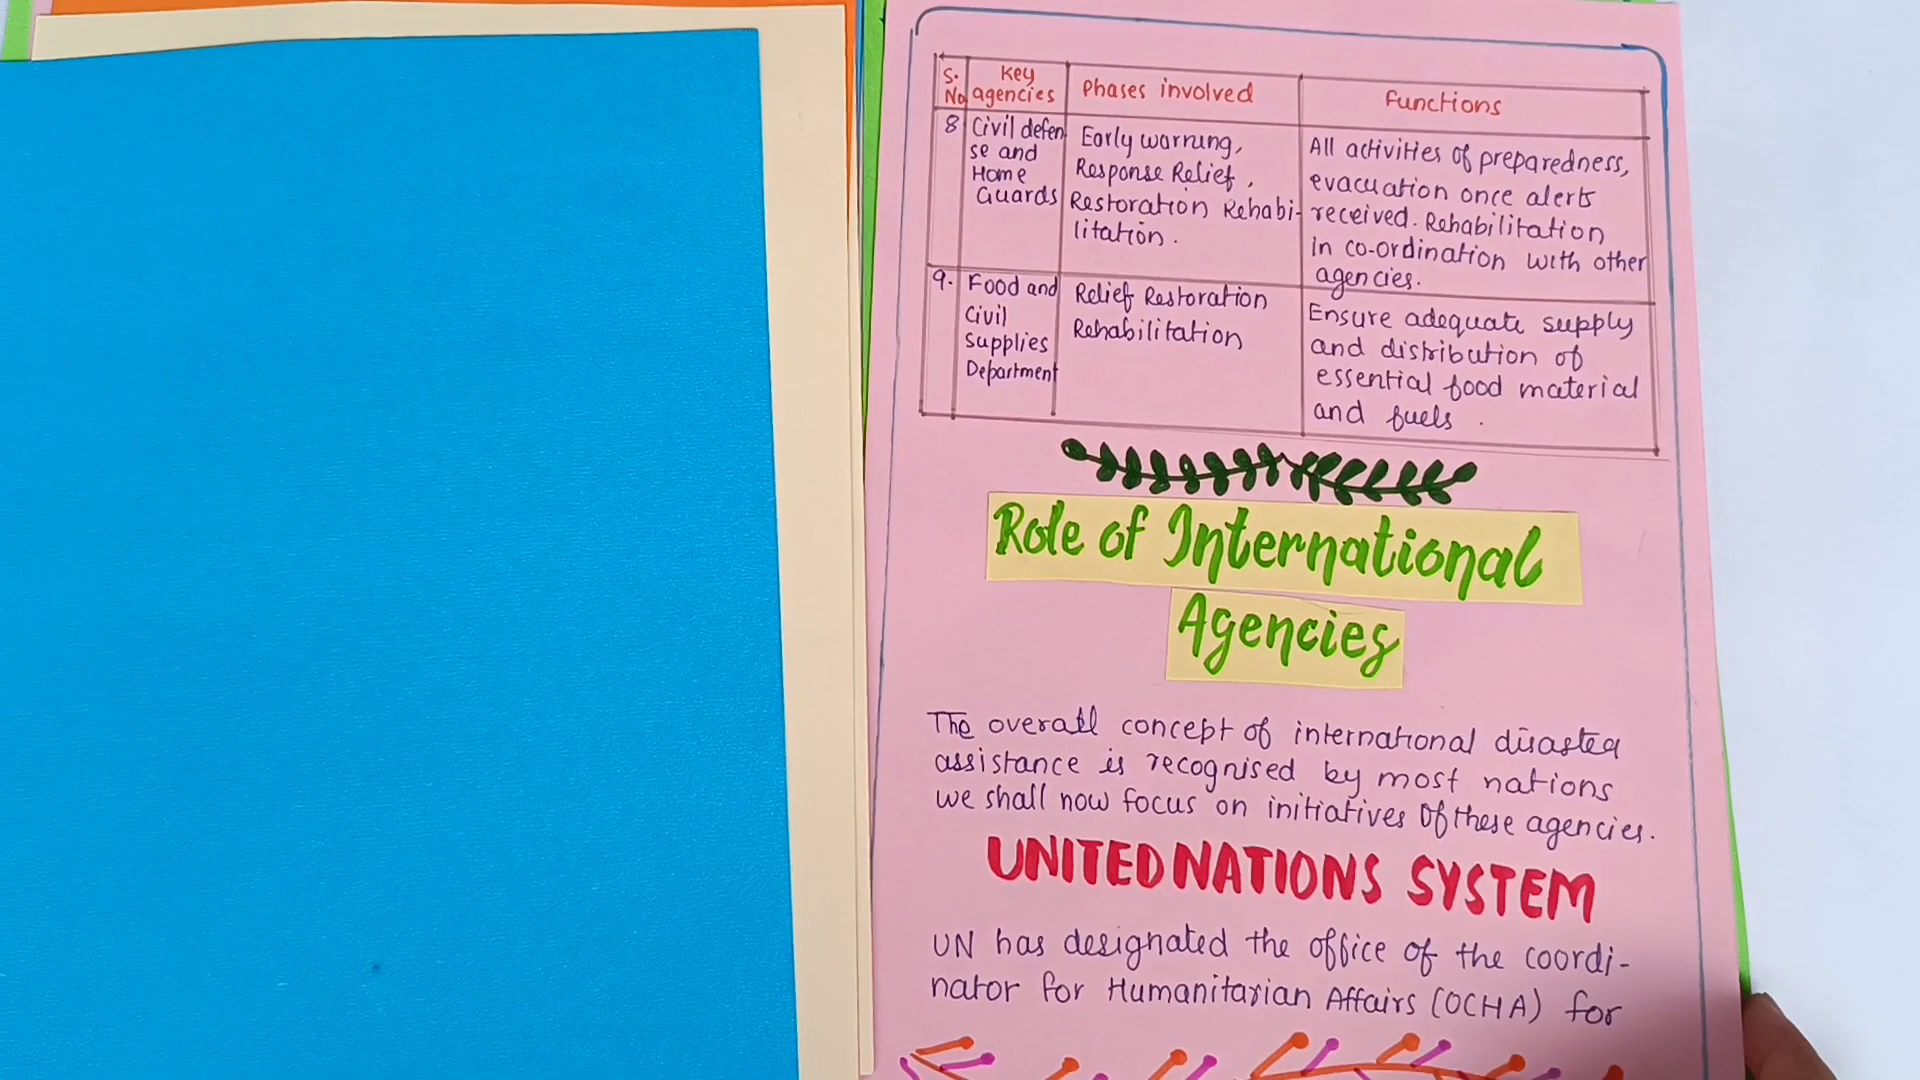 S. No
Key agencies
Phases involved
Functions
8
Civil defen
se and
Home
Guards
Early warning,
Response Relief,
Restoration Rehabi-
litation.
All activities of preparedness,
evacuation once alerts
received. Rehabilitation
in co-ordination with other
agencies.
9.
Food and
Civil
Supplies
Department
Relief Restoration
Rehabilitation
Ensure adequate supply
and distribution of
essential food material
and fuels.
Role of International
Agencies
The overall concept of international disaster
assistance is recognised by most nations
we shall now focus on initiatives of these agencies.
UNITED NATIONS SYSTEM
UN has designated the office of the coordi-
nator for Humanitarian Affairs (OCHA) for